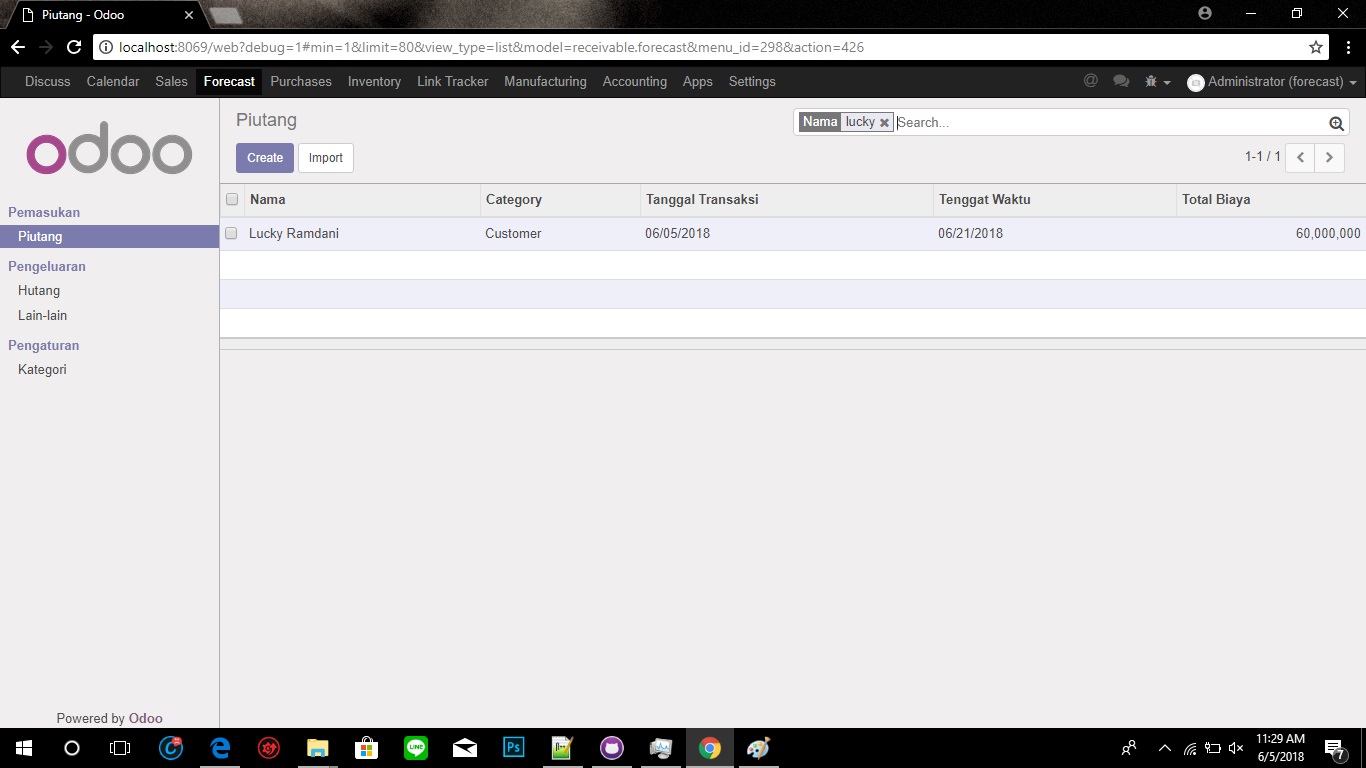 Piutang - Odoo
localhost:8069/web?debug=1#min=1&limit=80&view_type=list&model=receivable.forecast&menu_id=298&action=426
Discuss Calendar Sales Forecast Purchases Inventory Link Tracker Manufacturing Accounting Apps Settings @ Administrator (forecast)
odoo
Pemasukan
Piutang
Pengeluaran
Hutang
Lain-lain
Pengaturan
Kategori
Powered by Odoo
Piutang
Nama lucky Search...
Create Import
1-1 / 1
Nama Category Tanggal Transaksi Tenggat Waktu Total Biaya
Lucky Ramdani Customer 06/05/2018 06/21/2018 60,000,000
LINE
Ps
11:29 AM
6/5/2018
7